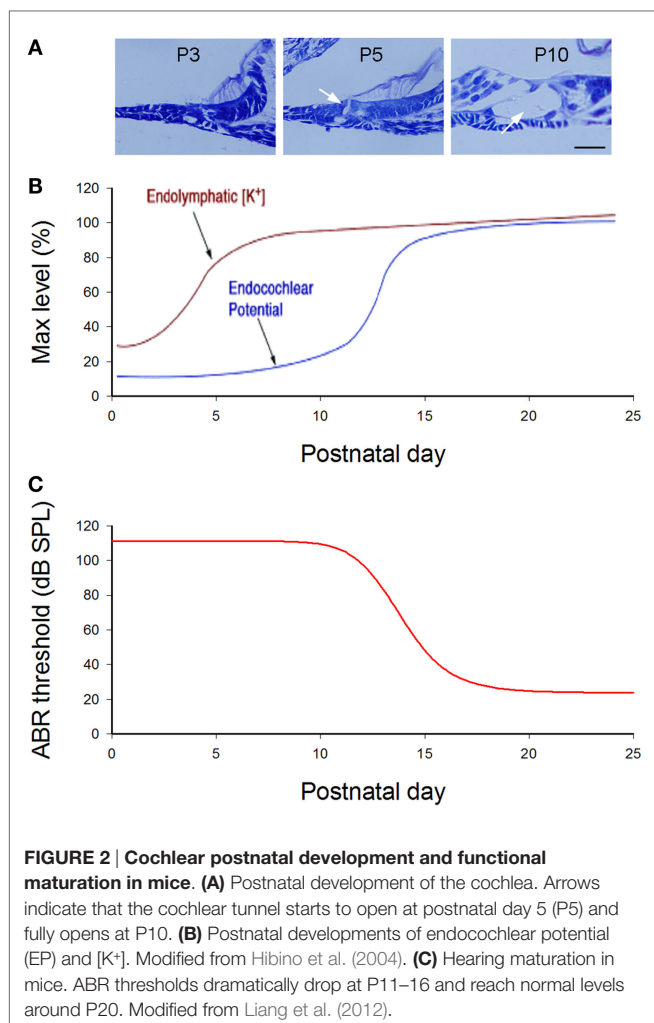 A
P3
P5
P10
B
120
100
80
60
40
20
0
Max level (%)
Endolymphatic [K⁺]
Endocochlear
Potential
0
5
10
15
20
25
Postnatal day
C
120
100
80
60
40
20
0
ABR threshold (dB SPL)
0
5
10
15
20
25
Postnatal day
FIGURE 2 | Cochlear postnatal development and functional
maturation in mice. (A) Postnatal development of the cochlea. Arrows
indicate that the cochlear tunnel starts to open at postnatal day 5 (P5) and
fully opens at P10. (B) Postnatal developments of endocochlear potential
(EP) and [K⁺]. Modified from Hibino et al. (2004). (C) Hearing maturation in
mice. ABR thresholds dramatically drop at P11–16 and reach normal levels
around P20. Modified from Liang et al. (2012).